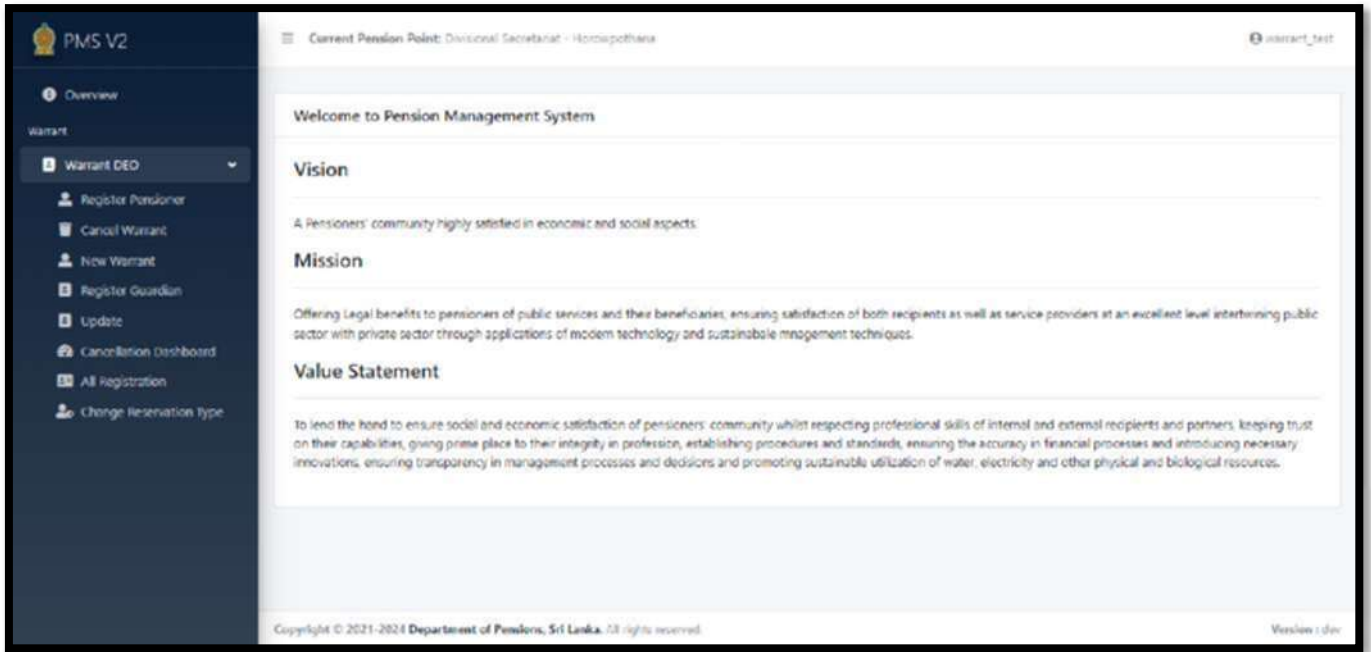 PMS V2
Current Pension Point: Divisional Secretariat - Horowpothana
warrant_test
Overview
Warrant
Warrant DEO
Register Pensioner
Cancel Warrant
New Warrant
Register Guardian
Update
Cancellation Dashboard
All Registration
Change Reservation Type
Welcome to Pension Management System
Vision
A Pensioners' community highly satisfied in economic and social aspects.
Mission
Offering Legal benefits to pensioners of public services and their beneficiaries, ensuring satisfaction of both recipients as well as service providers at an excellent level intertwining public
sector with private sector through applications of modern technology and sustainabale mnagement techniques.
Value Statement
To lend the hand to ensure social and economic satisfaction of pensioners' community whilst respecting professional skills of internal and external recipients and partners, keeping trust
on their capabilities, giving prime place to their integrity in profession, establishing procedures and standards, ensuring the accuracy in financial processes and introducing necessary
innovations, ensuring transparency in management processes and decisions and promoting sustainable utilization of water, electricity and other physical and biological resources.
Copyright © 2021-2024 Department of Pensions, Sri Lanka. All rights reserved.
Version : dev